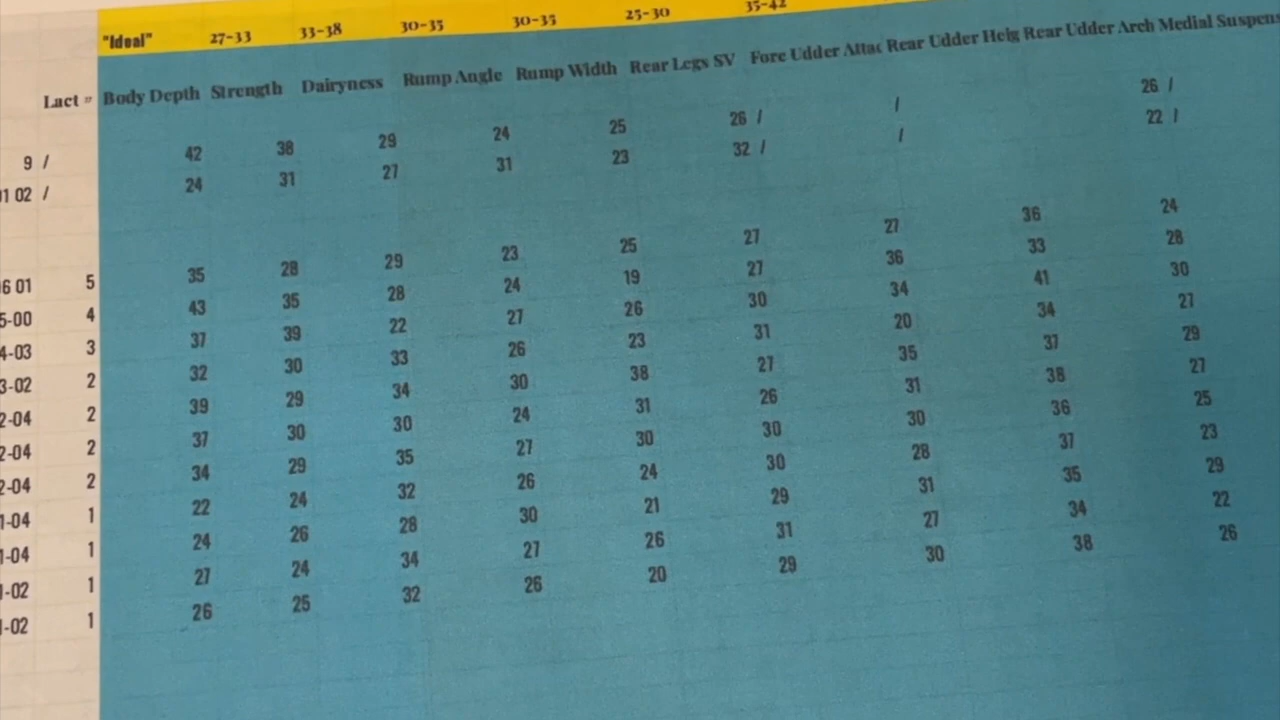 "Ideal" 27-33 33-38 30-35 30-35 25-30 35-42
Lact " Body Depth Strength Dairyness Rump Angle Rump Width Rear Legs SV Fore Udder Attac Rear Udder Heig Rear Udder Arch Medial Suspens
9 / 42 38 29 24 25 26 / / 26 /
01 02 / 24 31 27 31 23 32 / / 22 /
6 01 5 35 28 29 23 25 27 27 36 24
5-00 4 43 35 28 24 19 27 36 33 28
4-03 3 37 39 22 27 26 30 34 41 30
3-02 2 32 30 33 26 23 31 20 34 27
2-04 2 39 29 34 30 38 27 35 37 29
2-04 2 37 30 30 24 31 26 31 38 27
2-04 2 34 29 35 27 30 30 30 36 25
1-04 1 22 24 32 26 24 30 28 37 23
1-04 1 24 26 28 30 21 29 31 35 29
-02 1 27 24 34 27 26 31 27 34 22
-02 1 26 25 32 26 20 29 30 38 26